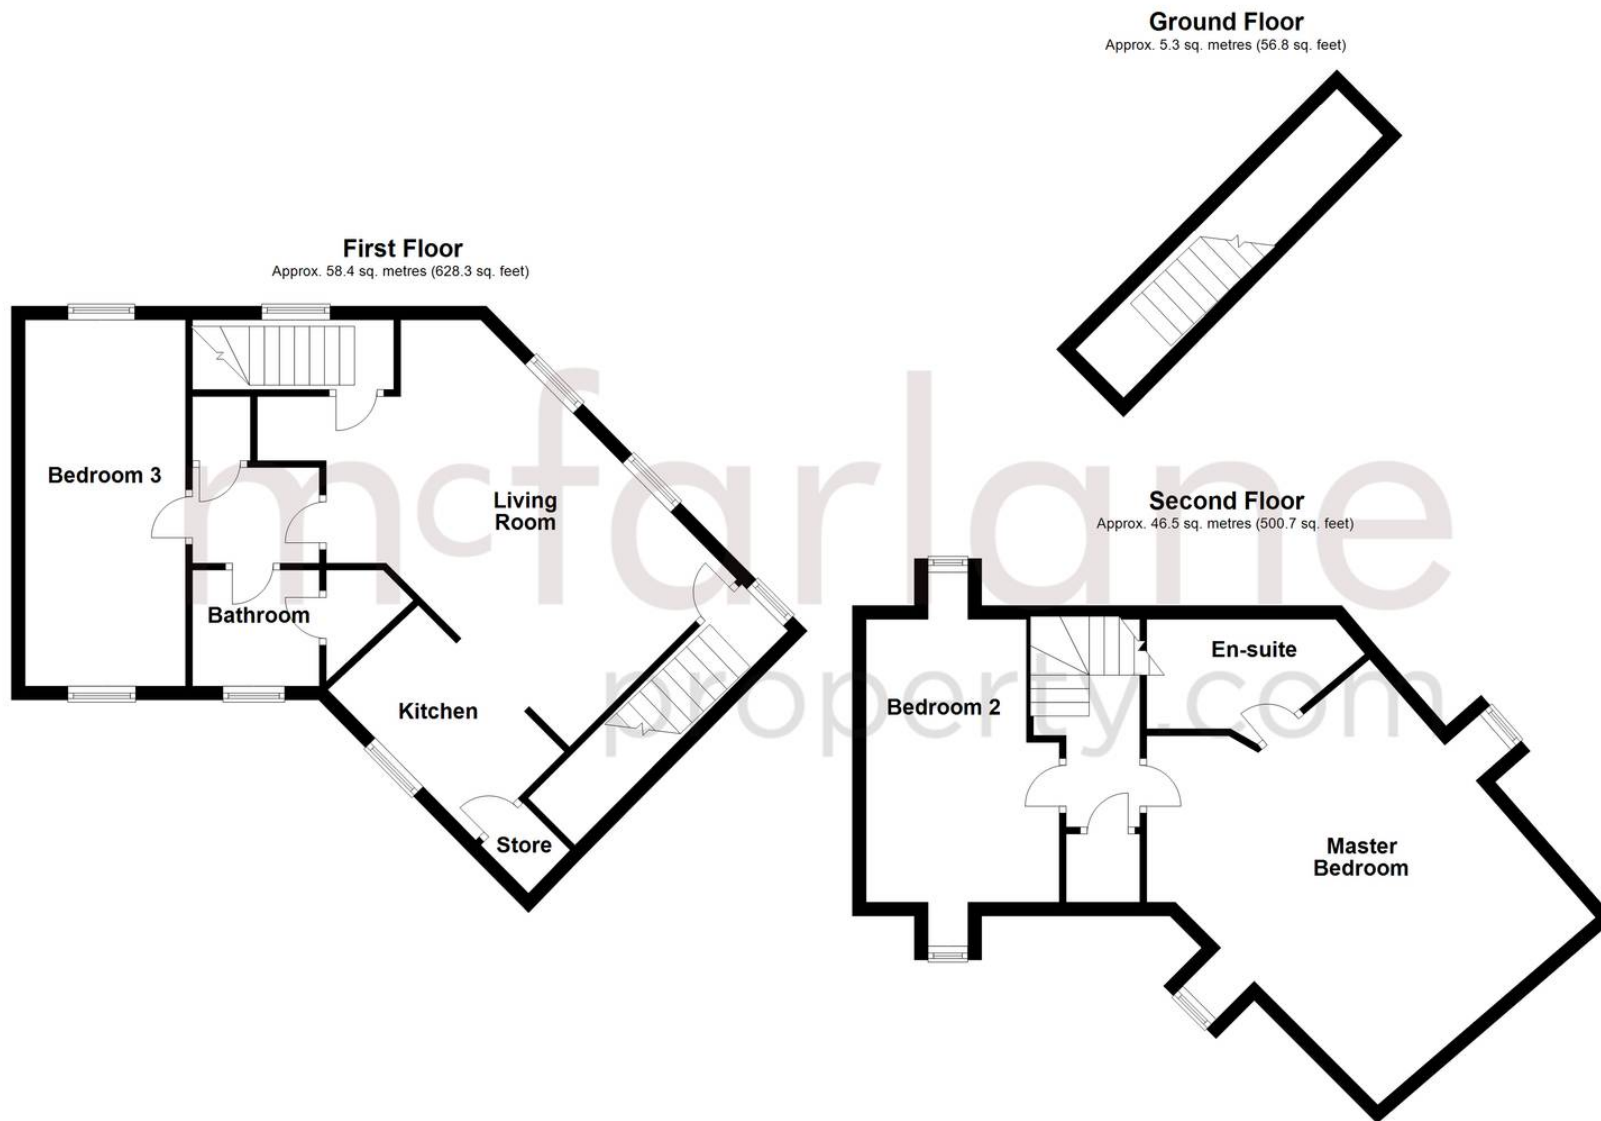 Ground Floor
Approx. 5.3 sq. metres (56.8 sq. feet)
First Floor
Approx. 58.4 sq. metres (628.3 sq. feet)
Bedroom 3
Living
Room
Bathroom
Kitchen
Store
Second Floor
Approx. 46.5 sq. metres (500.7 sq. feet)
En-suite
Bedroom 2
Master
Bedroom
mcfarlane
property.com